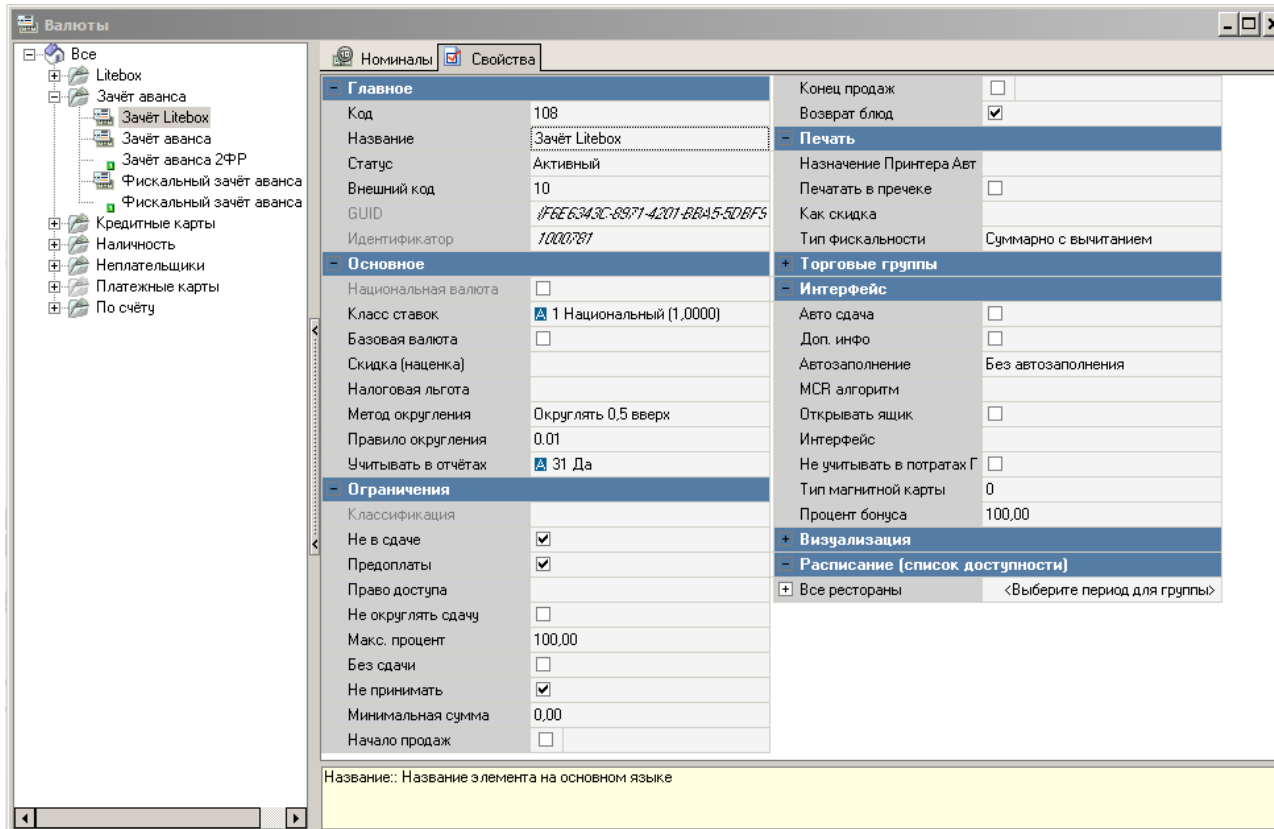 Валюты
Все
Litebox
Зачёт аванса
Зачёт Litebox
Зачёт аванса
Зачёт аванса 2ФР
Фискальный зачёт аванса
Фискальный зачёт аванса
Кредитные карты
Наличность
Неплательщики
Платежные карты
По счёту
Номиналы
Свойства
Главное
Код 108
Название Зачёт Litebox
Статус Активный
Внешний код 10
GUID {F6E6343C-8971-4201-BBA5-5DBF5
Идентификатор 1000781
Основное
Национальная валюта
Класс ставок A 1 Национальный (1,0000)
Базовая валюта
Скидка (наценка)
Налоговая льгота
Метод округления Округлять 0,5 вверх
Правило округления 0.01
Учитывать в отчётах A 31 Да
Ограничения
Классификация
Не в сдаче
Предоплаты
Право доступа
Не округлять сдачу
Макс. процент 100,00
Без сдачи
Не принимать
Минимальная сумма 0,00
Начало продаж
Конец продаж
Возврат блюд
Печать
Назначение Принтера Авт
Печатать в пречеке
Как скидка
Тип фискальности Суммарно с вычитанием
Торговые группы
Интерфейс
Авто сдача
Доп. инфо
Автозаполнение Без автозаполнения
MCR алгоритм
Открывать ящик
Интерфейс
Не учитывать в потратах Г
Тип магнитной карты 0
Процент бонуса 100,00
Визуализация
Расписание (список доступности)
Все рестораны <Выберите период для группы>
Название:: Название элемента на основном языке